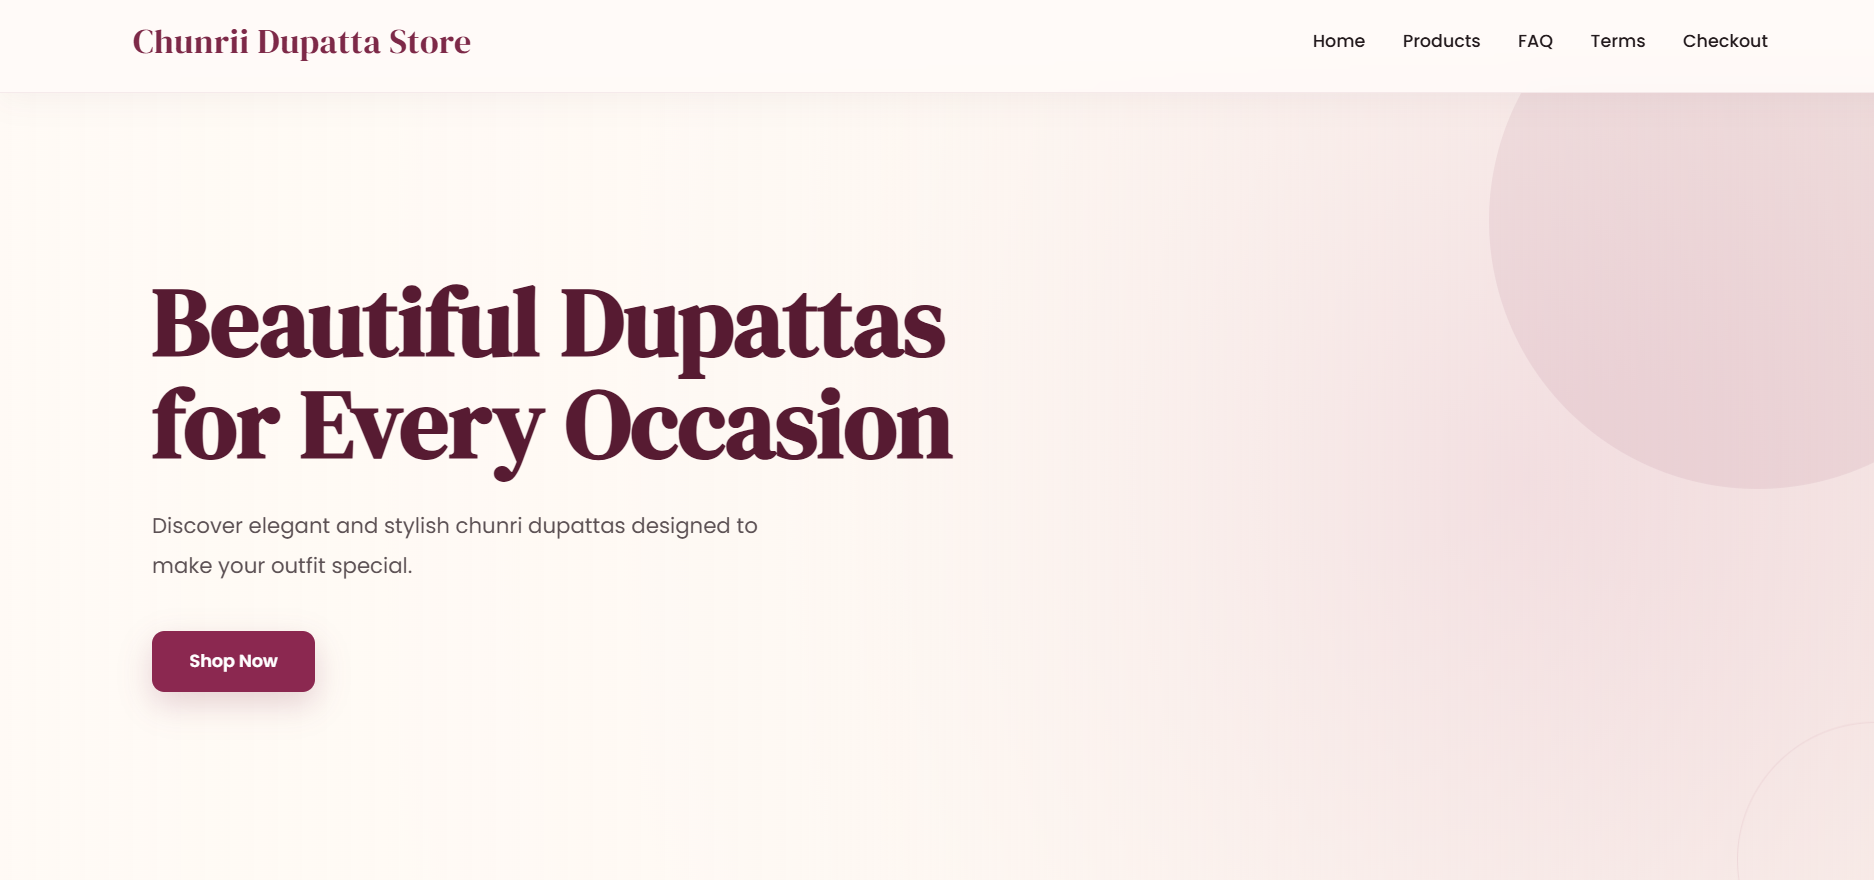 Chunrii Dupatta Store
Home Products FAQ Terms Checkout
Beautiful Dupattas
for Every Occasion
Discover elegant and stylish chunri dupattas designed to
make your outfit special.
Shop Now